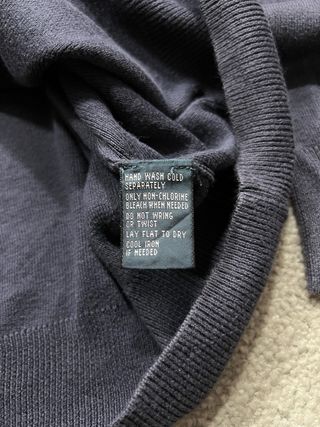 HAND WASH COLD
SEPARATELY
ONLY NON-CHLORINE
BLEACH WHEN NEEDED
DO NOT WRING
OR TWIST
LAY FLAT TO DRY
COOL IRON
IF NEEDED